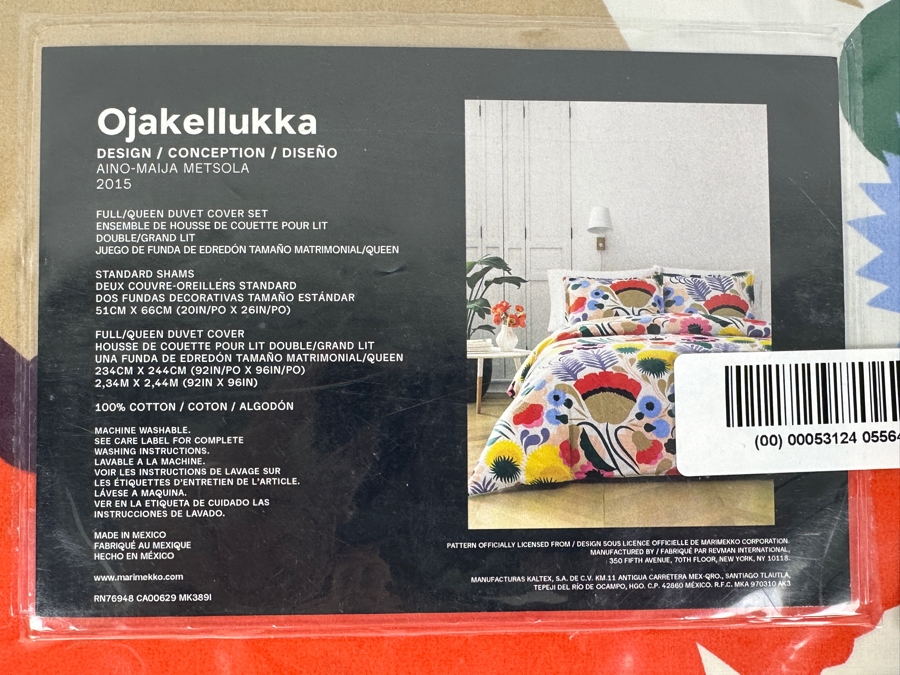 Ojakellukka
DESIGN / CONCEPTION / DISEÑO
AINO-MAIJA METSOLA
2015
FULL/QUEEN DUVET COVER SET
ENSEMBLE DE HOUSSE DE COUETTE POUR LIT
DOUBLE/GRAND LIT
JUEGO DE FUNDA DE EDREDÓN TAMAÑO MATRIMONIAL/QUEEN
STANDARD SHAMS
DEUX COUVRE-OREILLERS STANDARD
DOS FUNDAS DECORATIVAS TAMAÑO ESTÁNDAR
51CM X 66CM (20IN/PO X 26IN/PO)
FULL/QUEEN DUVET COVER
HOUSSE DE COUETTE POUR LIT DOUBLE/GRAND LIT
UNA FUNDA DE EDREDÓN TAMAÑO MATRIMONIAL/QUEEN
234CM X 244CM (92IN/PO X 96IN/PO)
2,34M X 2,44M (92IN X 96IN)
100% COTTON / COTON / ALGODÓN
MACHINE WASHABLE.
SEE CARE LABEL FOR COMPLETE
WASHING INSTRUCTIONS.
LAVABLE A LA MACHINE.
VOIR LES INSTRUCTIONS DE LAVAGE SUR
LES ÉTIQUETTES D'ENTRETIEN DE L'ARTICLE.
LÁVESE A MAQUINA.
VER EN LA ETIQUETA DE CUIDADO LAS
INSTRUCCIONES DE LAVADO.
MADE IN MEXICO
FABRIQUÉ AU MEXIQUE
HECHO EN MÉXICO
www.marimekko.com
RN76948 CA00629 MK389I
(00) 00053124 05564
PATTERN OFFICIALLY LICENSED FROM / DESIGN SOUS LICENCE OFFICIELLE DE MARIMEKKO CORPORATION.
MANUFACTURED BY / FABRIQUÉ PAR REVMAN INTERNATIONAL,
350 FIFTH AVENUE, 70TH FLOOR, NEW YORK, NY 10118.
MANUFACTURAS KALTEX, S.A. DE C.V. KM.11 ANTIGUA CARRETERA MEX-QRO., SANTIAGO TLAUTLA,
TEPEJI DEL RÍO DE OCAMPO, HGO. C.P. 42860 MÉXICO. R.F.C. MKA 970310 AK3